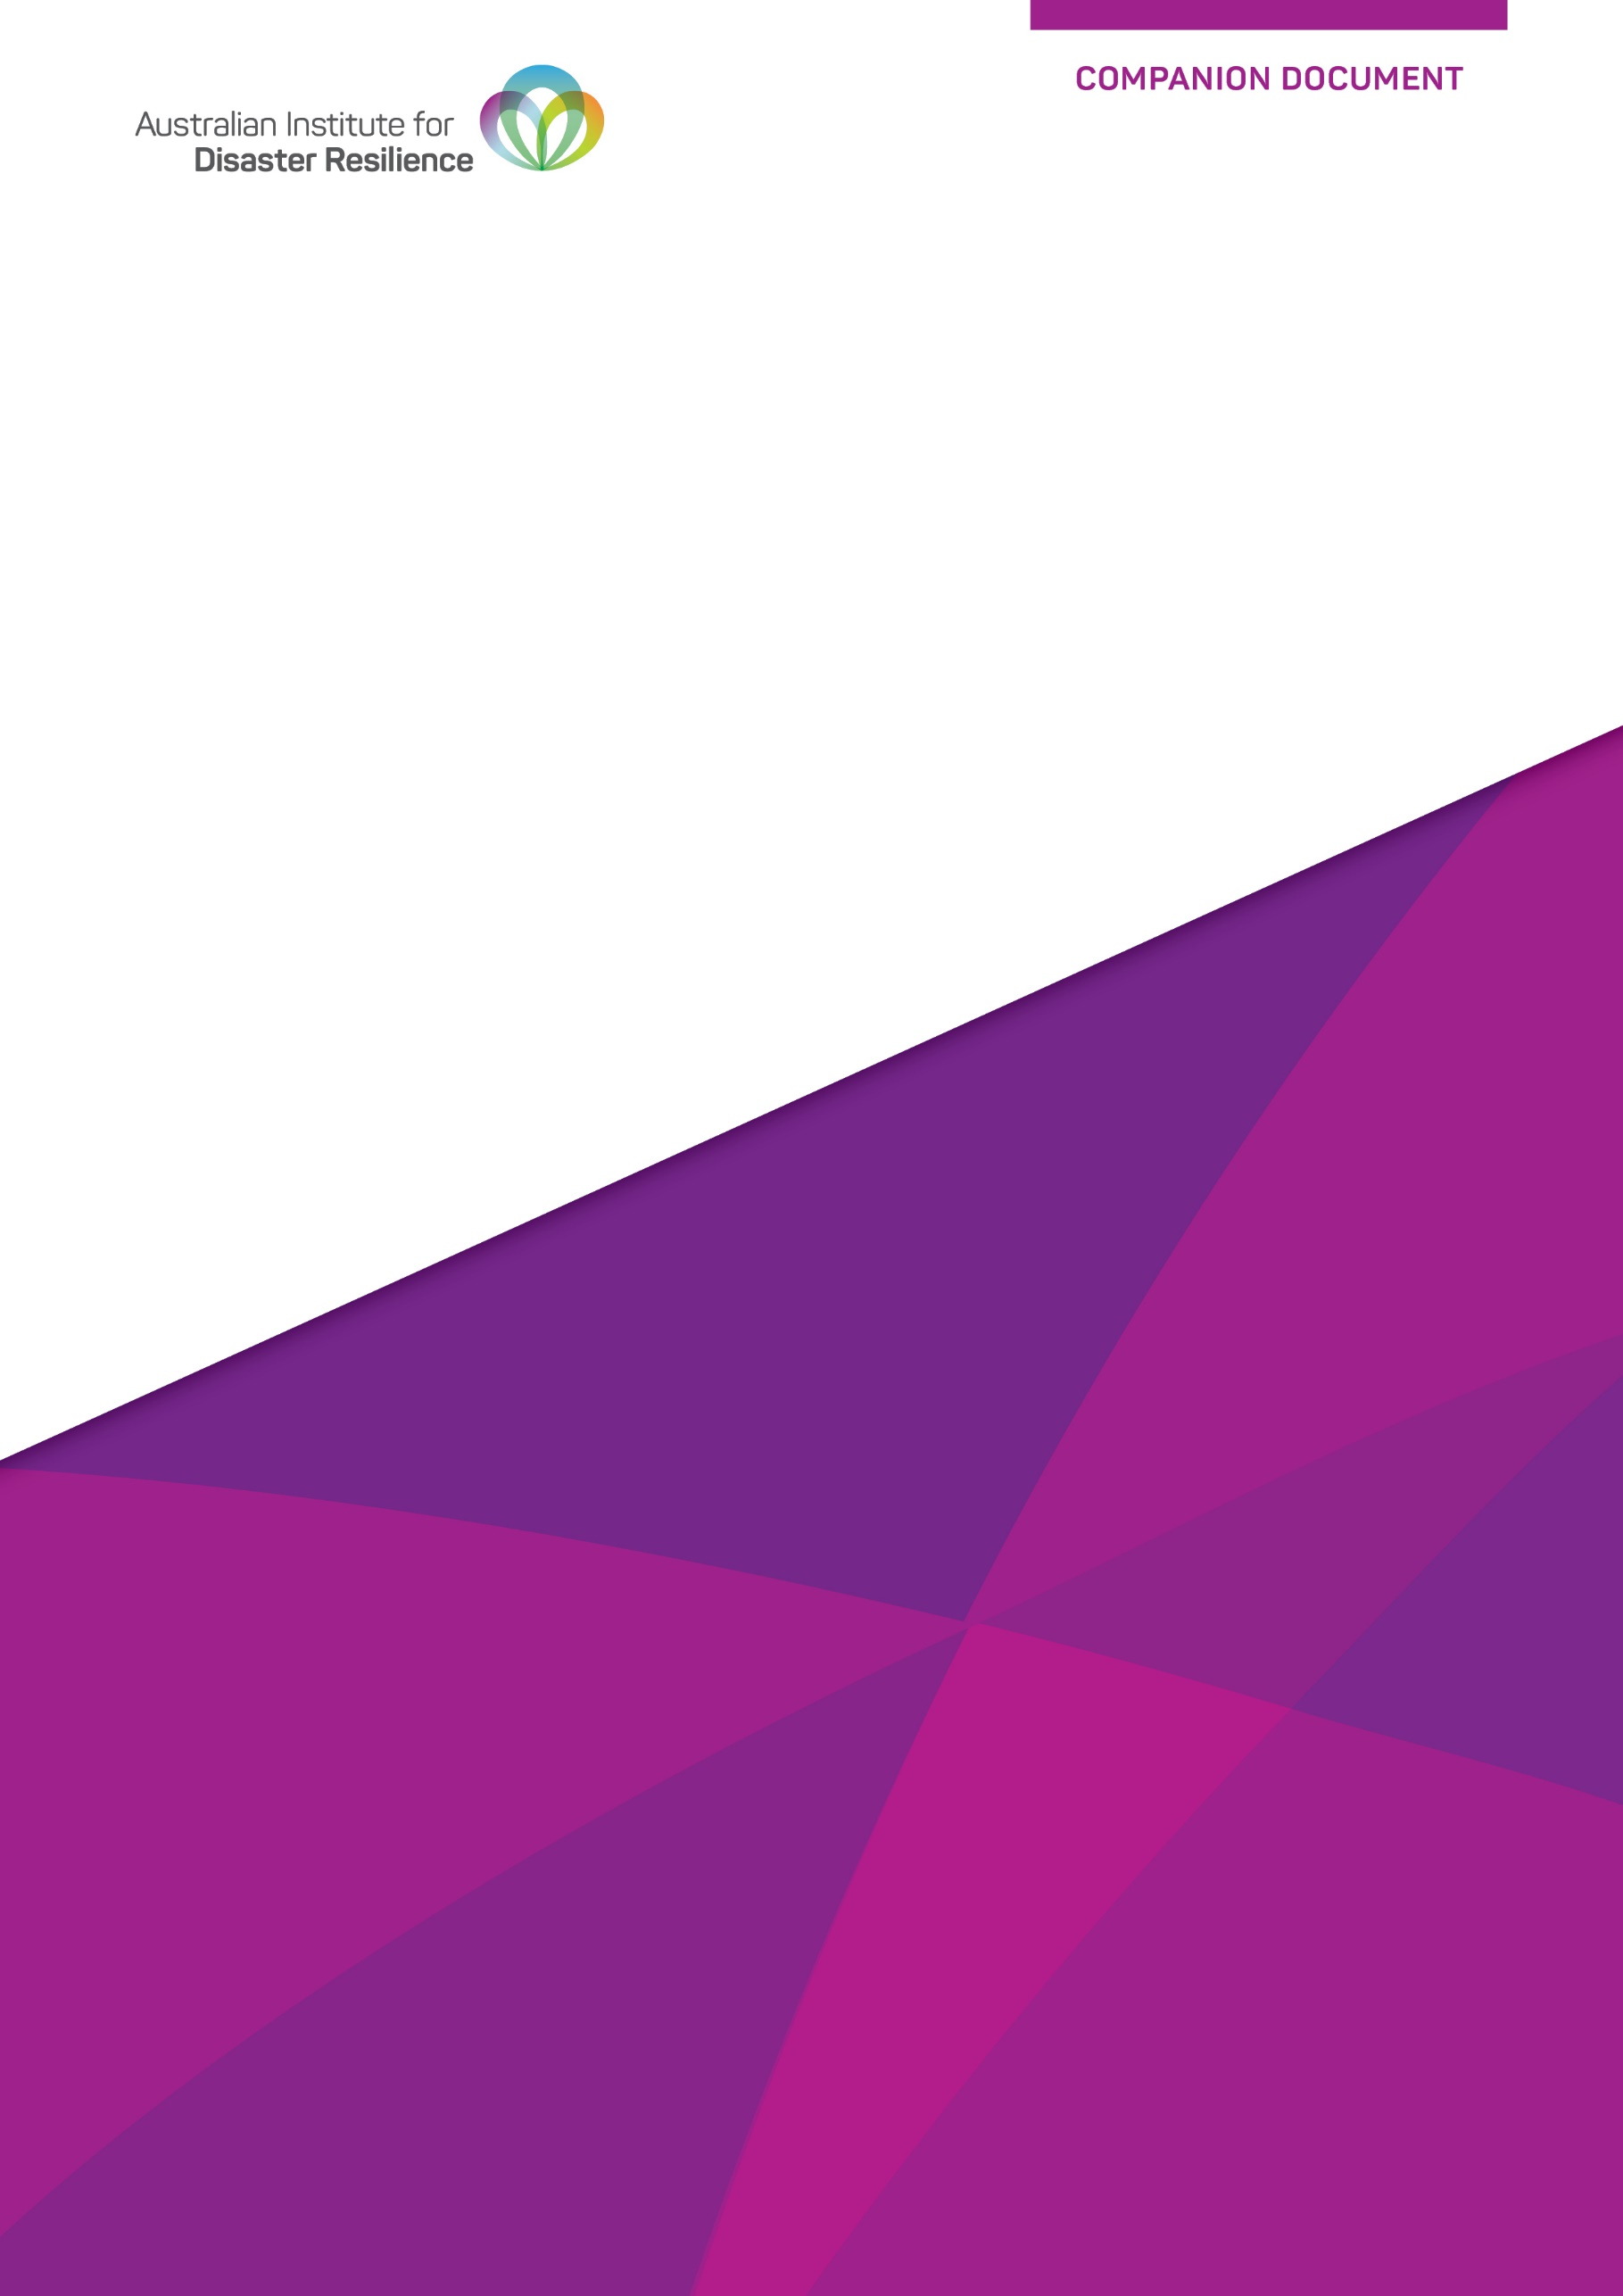 COMPANION DOCUMENT
Australian Institute for
Disaster Resilience